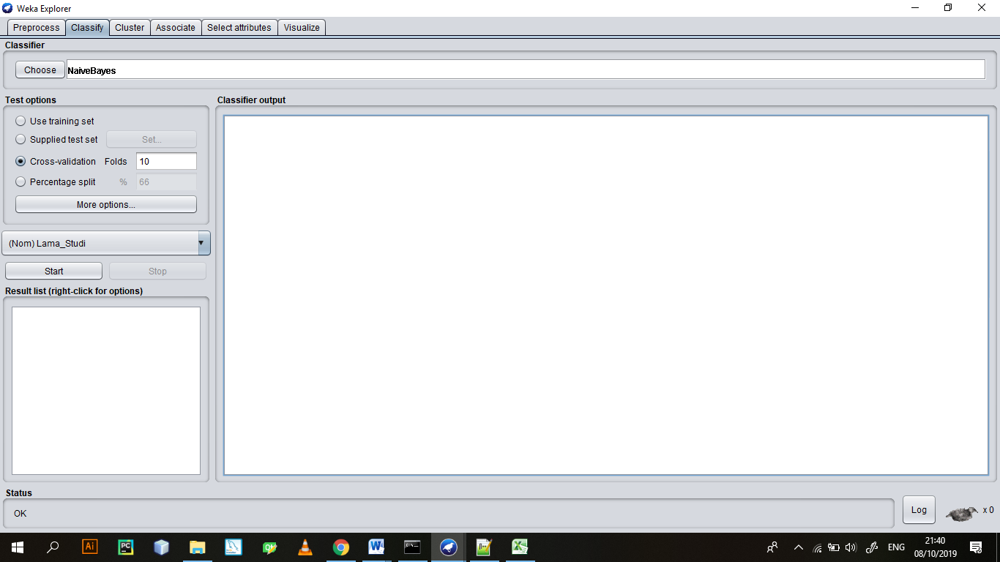 Weka Explorer
Preprocess Classify Cluster Associate Select attributes Visualize
Classifier
Choose NaiveBayes
Test options
Use training set
Supplied test set Set...
Cross-validation Folds 10
Percentage split % 66
More options...
(Nom) Lama_Studi
Start Stop
Result list (right-click for options)
Classifier output
Status
OK
Log x 0
Ai PC W ENG 21:40
08/10/2019